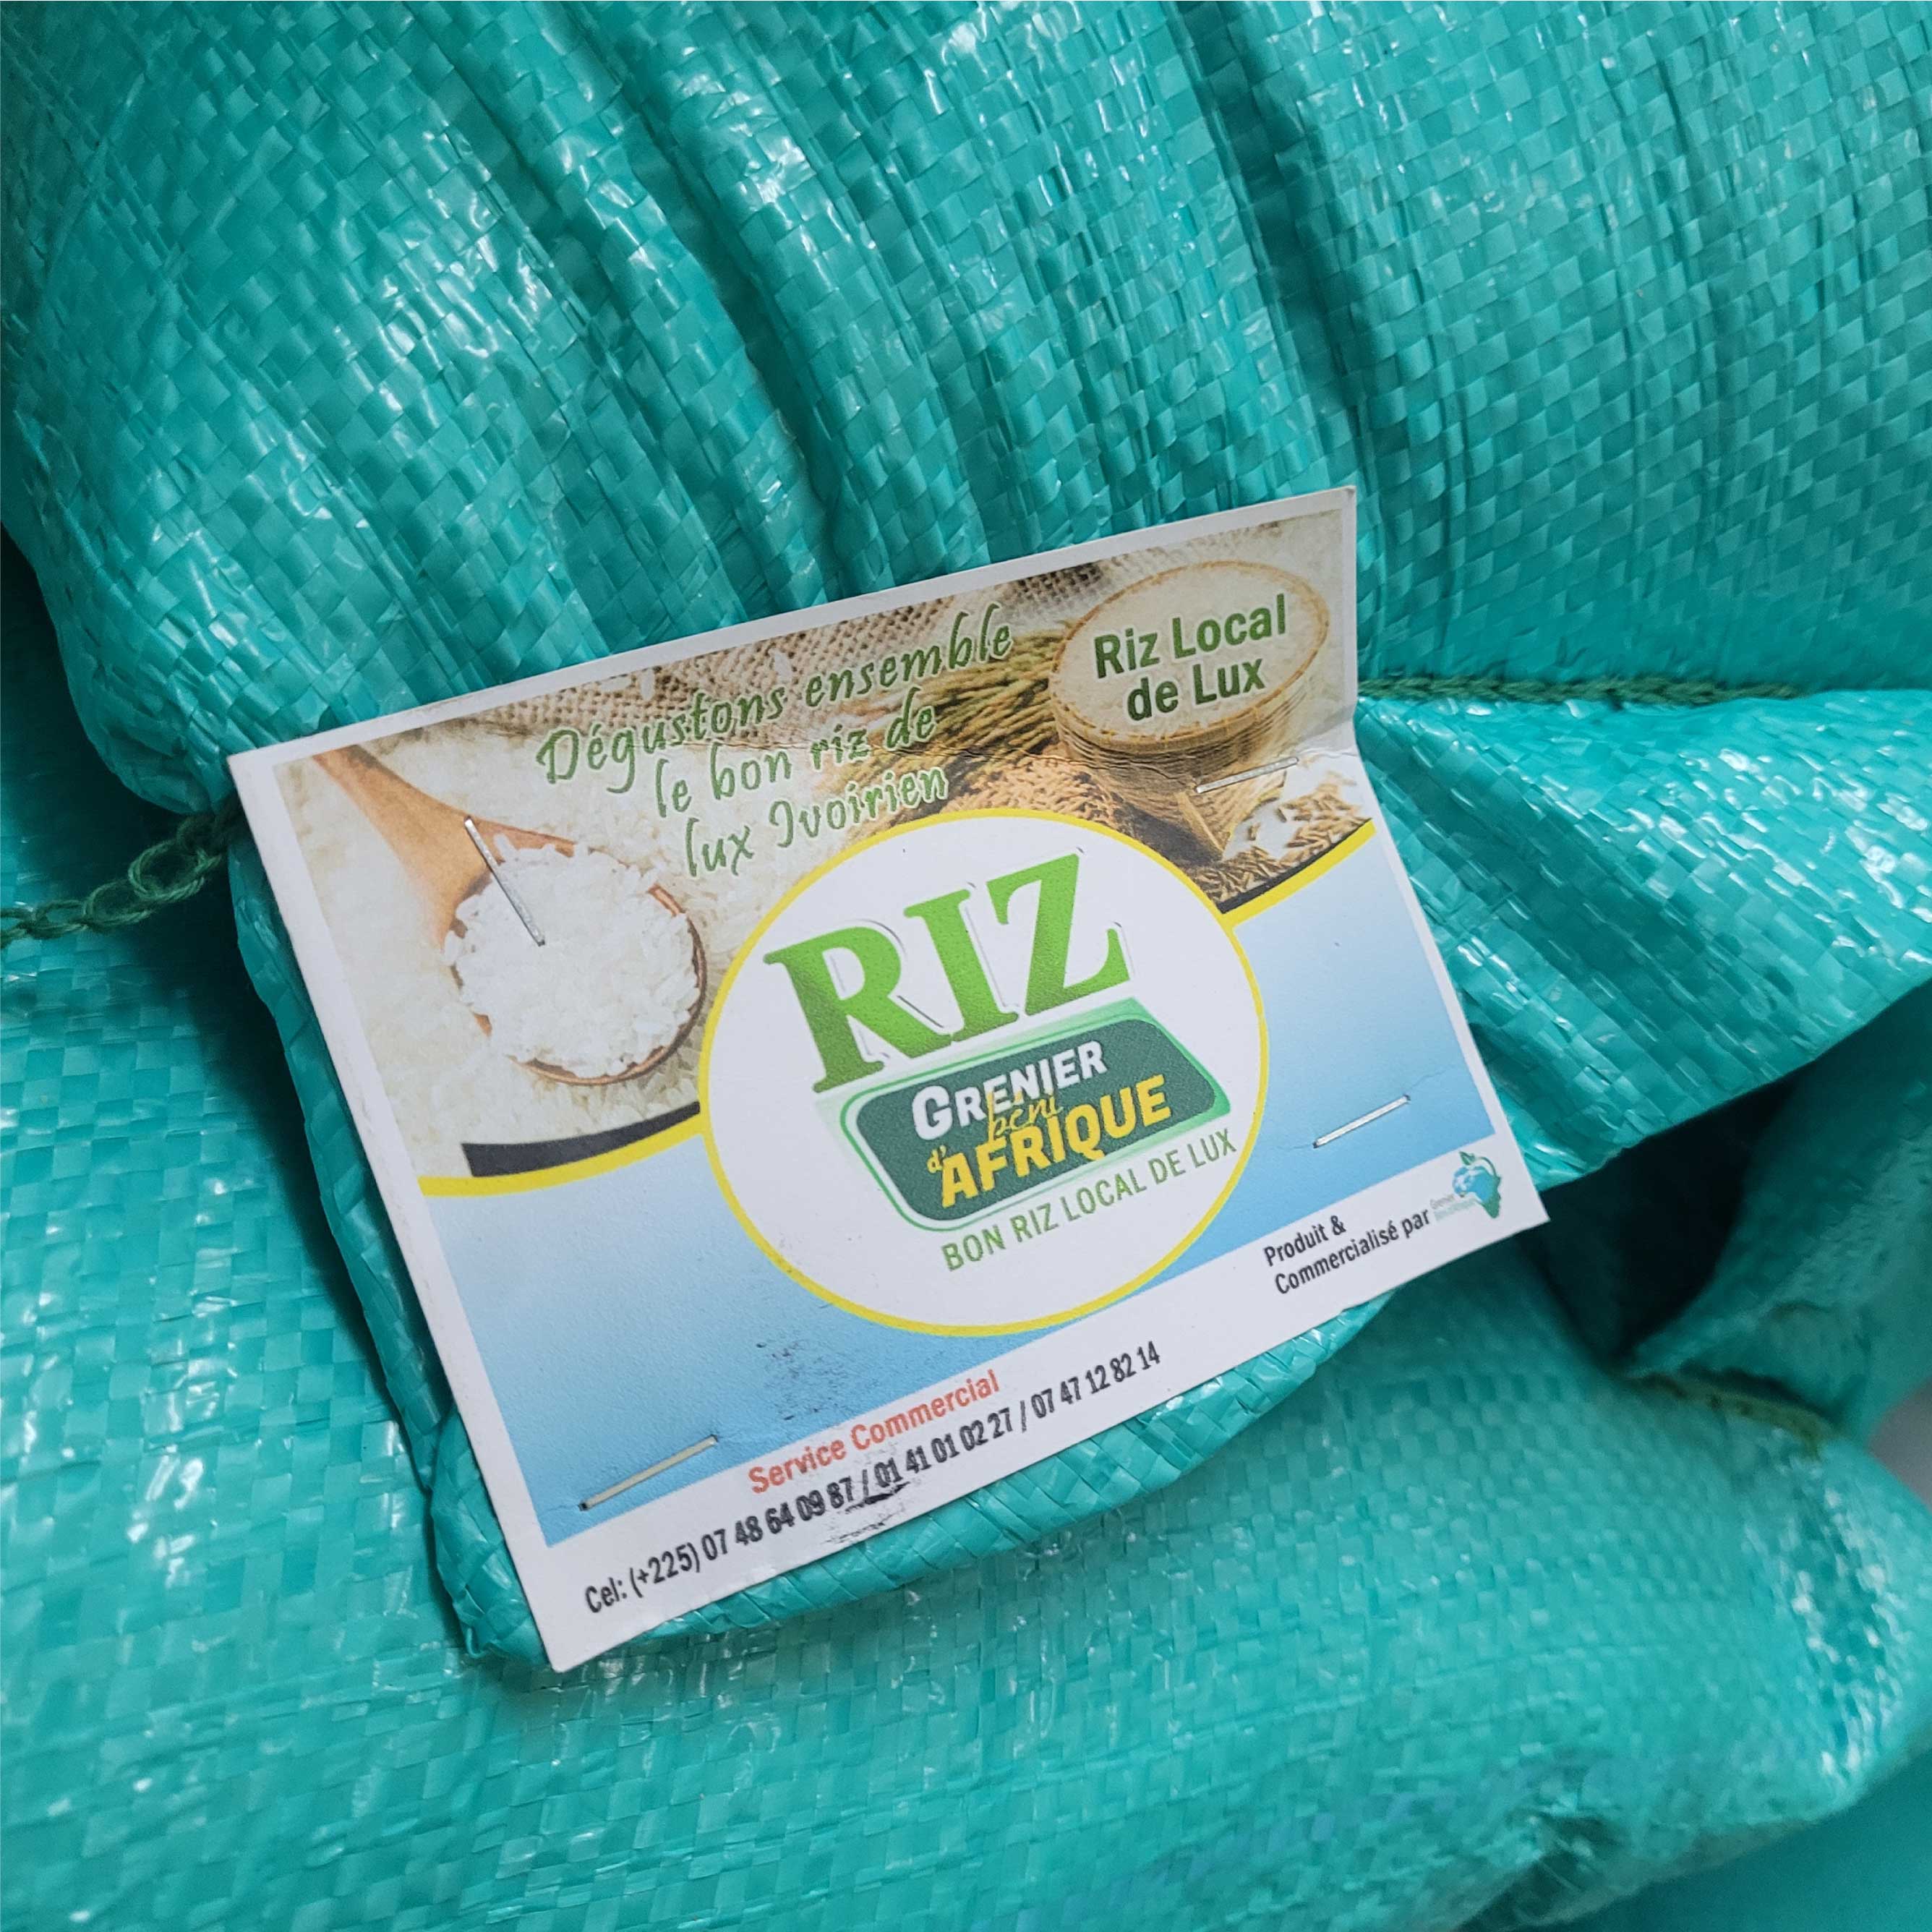 Dégustons ensemble
le bon riz de
lux Ivoirien
Riz Local
de Lux
RIZ
GRENIER
beni
d'AFRIQUE
BON RIZ LOCAL DE LUX
Produit &
Commercialisé par
Service Commercial
Cel: (+225) 07 48 64 09 87 / 01 41 01 02 27 / 07 47 12 82 14